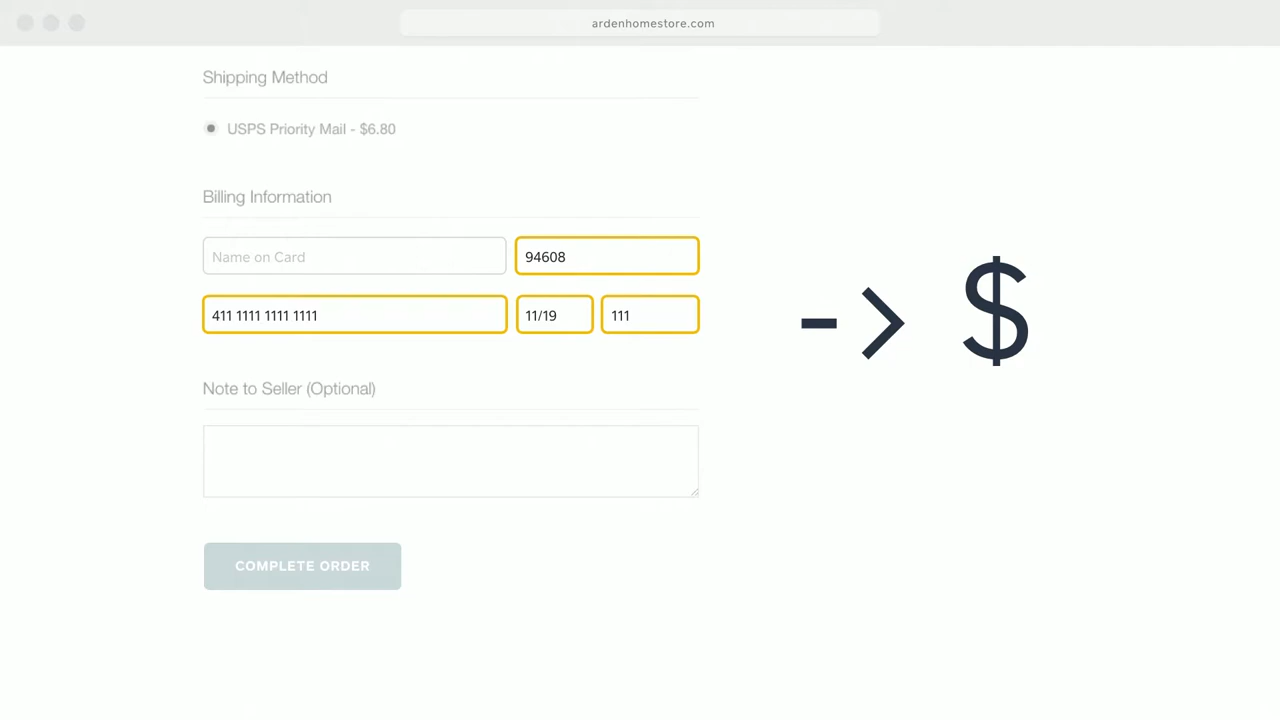 ardenhomestore.com
Shipping Method
USPS Priority Mail - $6.80
Billing Information
Name on Card 94608
411 1111 1111 1111 11/19 111
-> $
Note to Seller (Optional)
COMPLETE ORDER